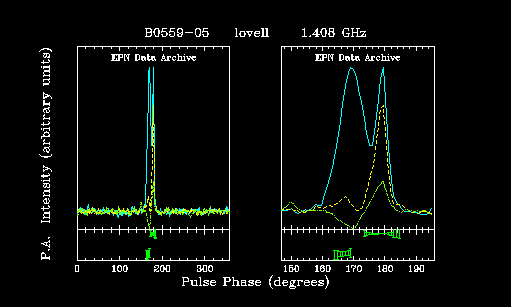 B0559-05 lovell 1.408 GHz
EPN Data Archive EPN Data Archive
P.A. Intensity (arbitrary units)
0 100 200 300 150 160 170 180 190
Pulse Phase (degrees)